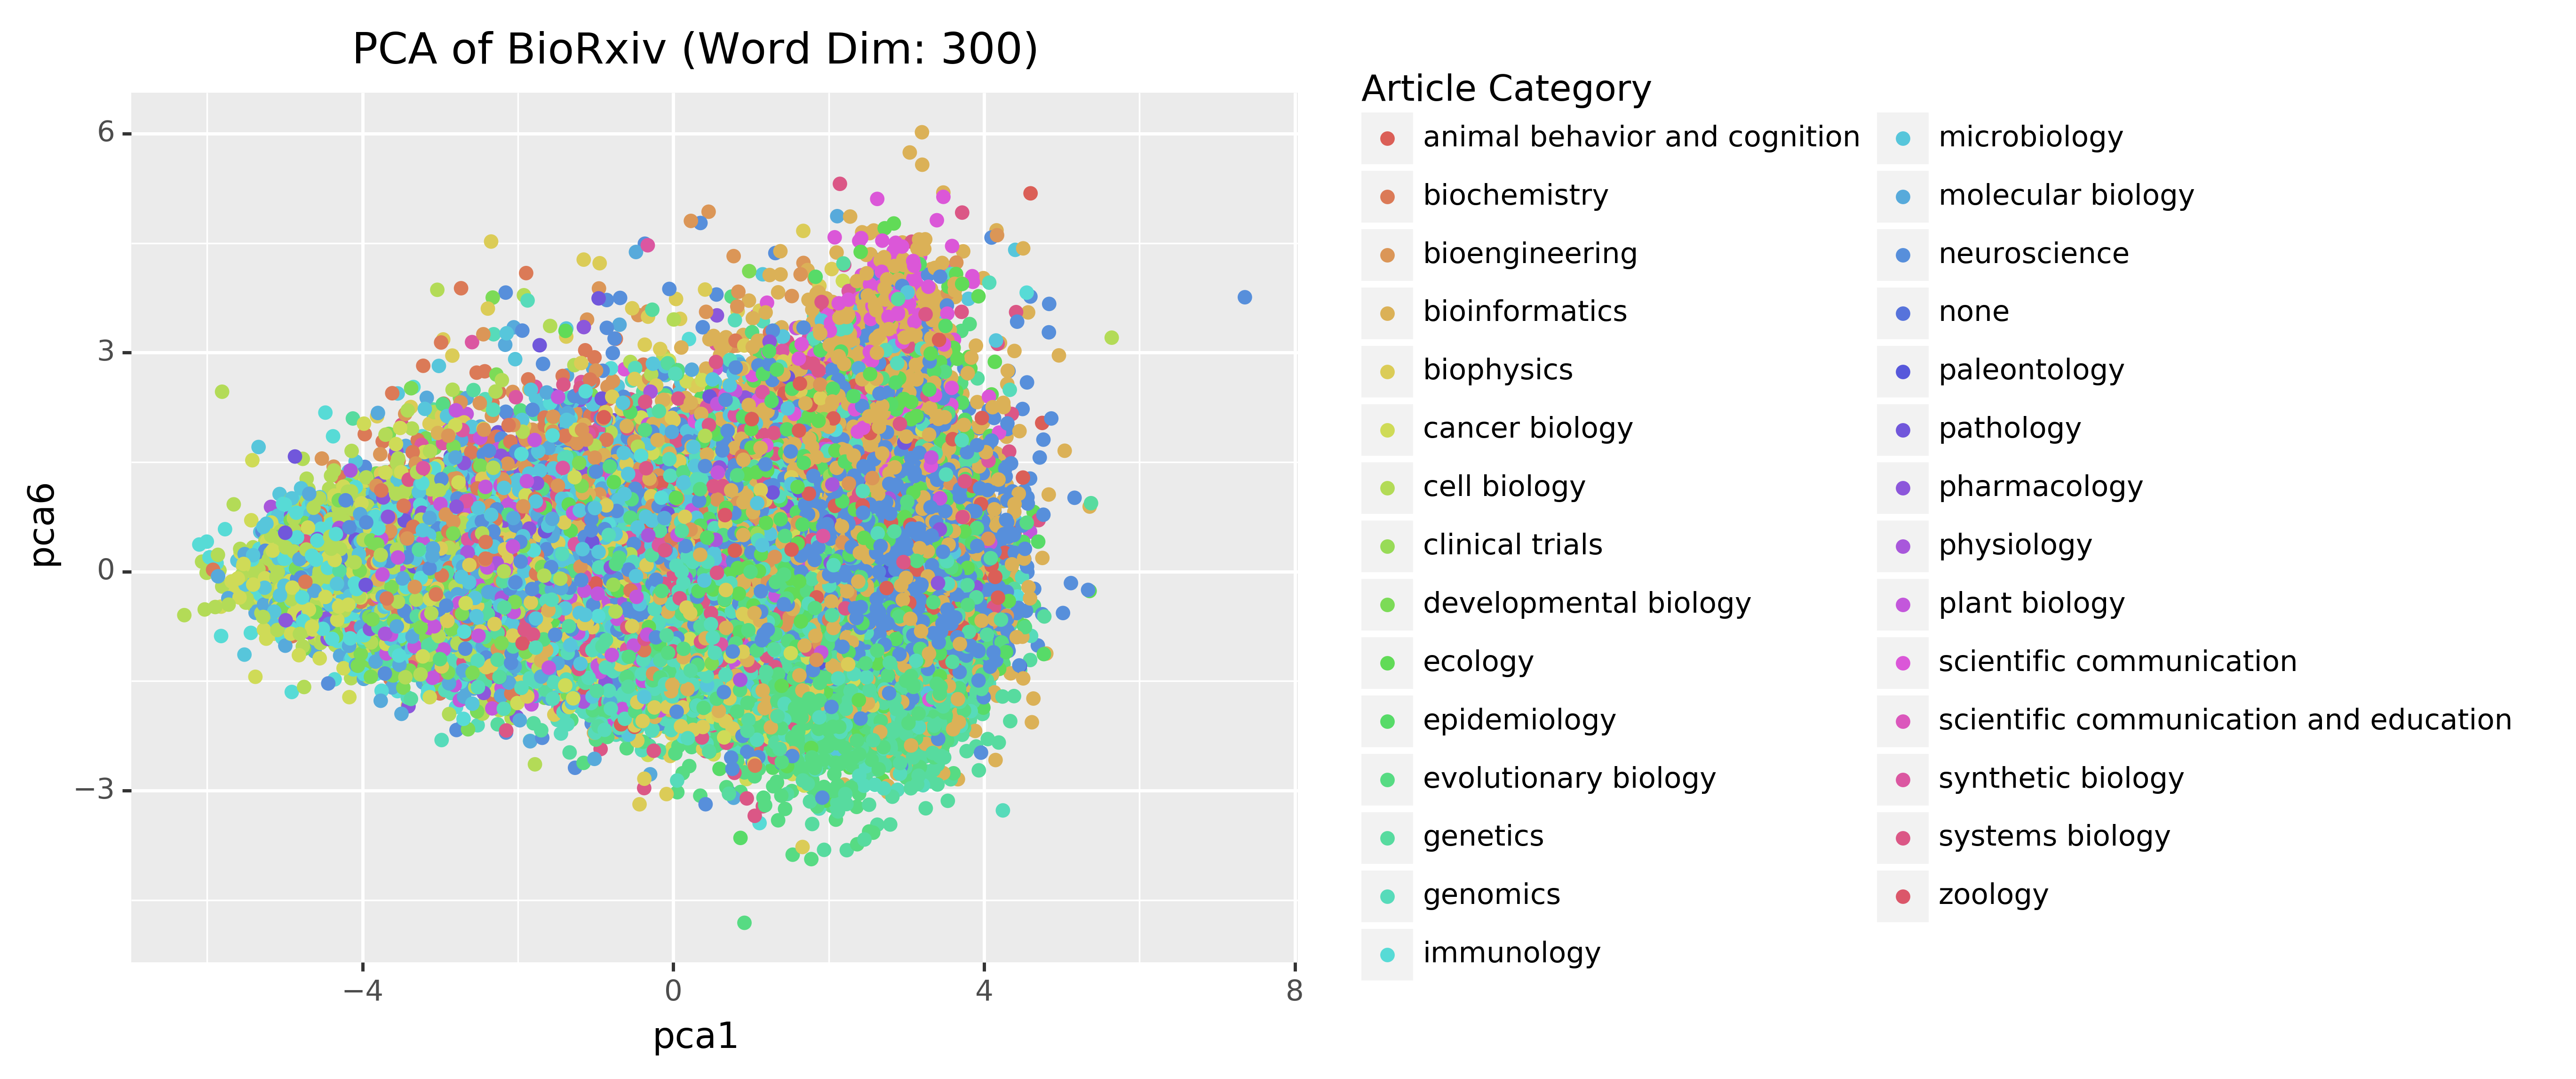 PCA of BioRxiv (Word Dim: 300)
pca6
6
3
0
−3
−4
0
4
8
pca1
Article Category
animal behavior and cognition
biochemistry
bioengineering
bioinformatics
biophysics
cancer biology
cell biology
clinical trials
developmental biology
ecology
epidemiology
evolutionary biology
genetics
genomics
immunology
microbiology
molecular biology
neuroscience
none
paleontology
pathology
pharmacology
physiology
plant biology
scientific communication
scientific communication and education
synthetic biology
systems biology
zoology